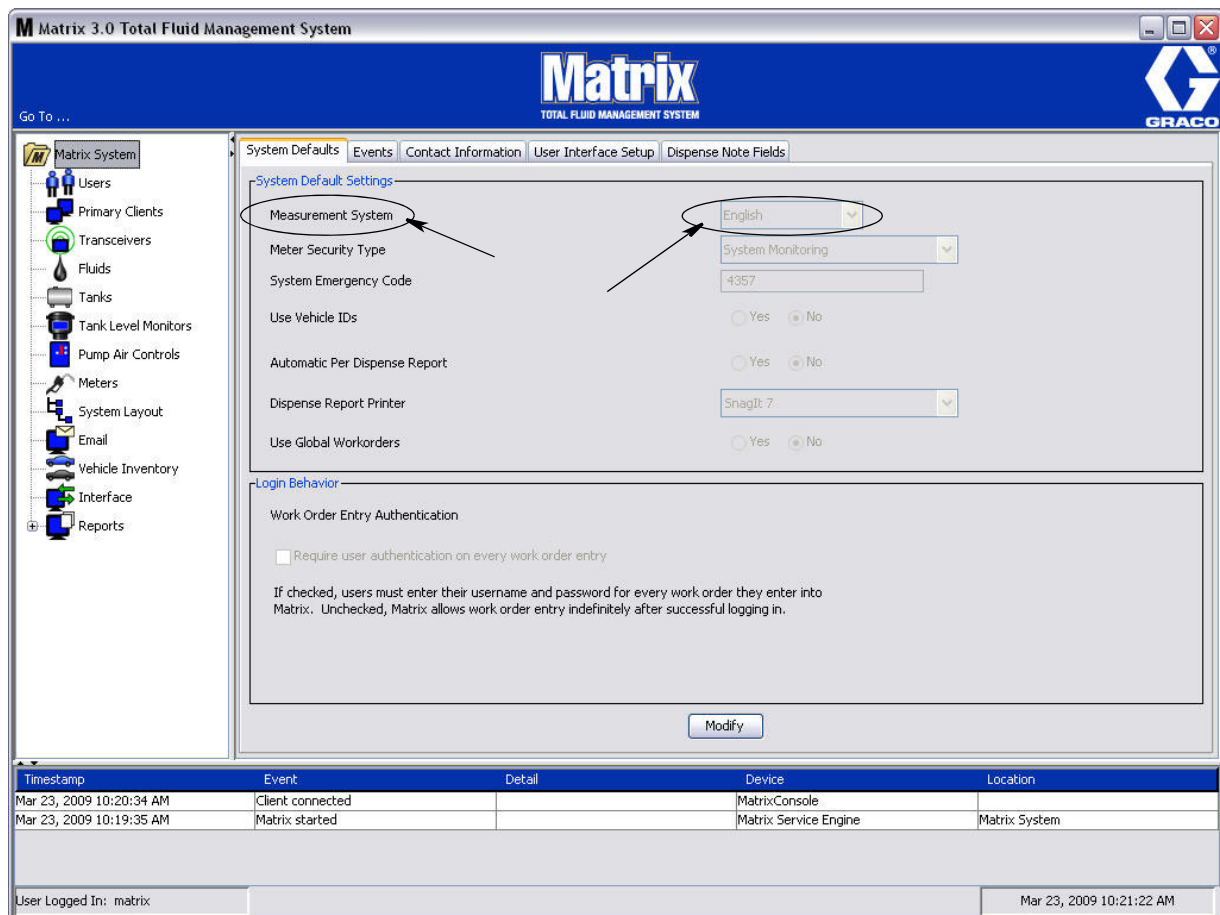 Matrix 3.0 Total Fluid Management System
Matrix
TOTAL FLUID MANAGEMENT SYSTEM
GRACO
®
Go To ...
Matrix System
Users
Primary Clients
Transceivers
Fluids
Tanks
Tank Level Monitors
Pump Air Controls
Meters
System Layout
Email
Vehicle Inventory
Interface
Reports
System Defaults Events Contact Information User Interface Setup Dispense Note Fields
System Default Settings
Measurement System English
Meter Security Type System Monitoring
System Emergency Code 4357
Use Vehicle IDs Yes No
Automatic Per Dispense Report Yes No
Dispense Report Printer SnagIt 7
Use Global Workorders Yes No
Login Behavior
Work Order Entry Authentication
Require user authentication on every work order entry
If checked, users must enter their username and password for every work order they enter into
Matrix. Unchecked, Matrix allows work order entry indefinitely after successful logging in.
Modify
Timestamp Event Detail Device Location
Mar 23, 2009 10:20:34 AM Client connected MatrixConsole
Mar 23, 2009 10:19:35 AM Matrix started Matrix Service Engine Matrix System
User Logged In: matrix Mar 23, 2009 10:21:22 AM